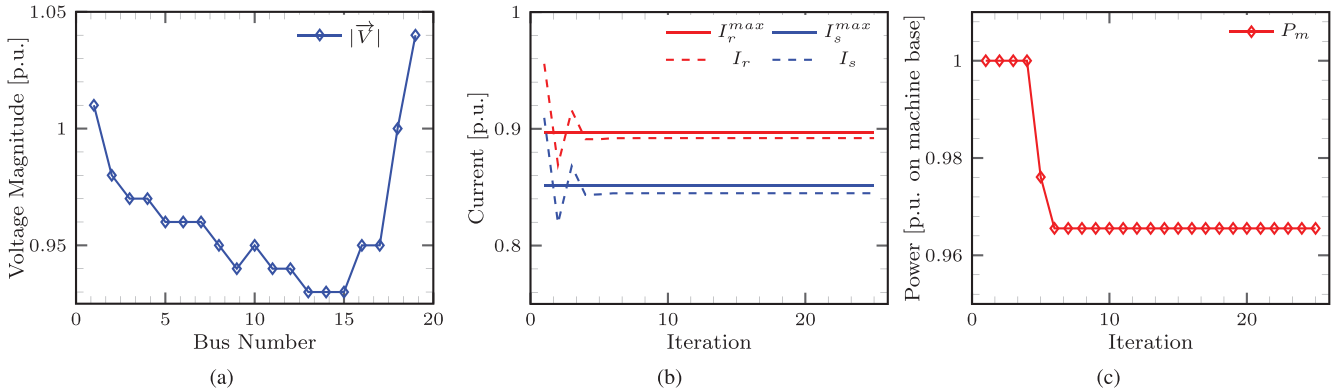 1.05
1
0.95
0
5
10
15
20
Voltage Magnitude [p.u.]
Bus Number
|V⃗|
(a)
1
0.9
0.8
0
10
20
Current [p.u.]
Iteration
I_r^{max} I_s^{max}
I_r I_s
(b)
1
0.98
0.96
0
10
20
Power [p.u. on machine base]
Iteration
P_m
(c)